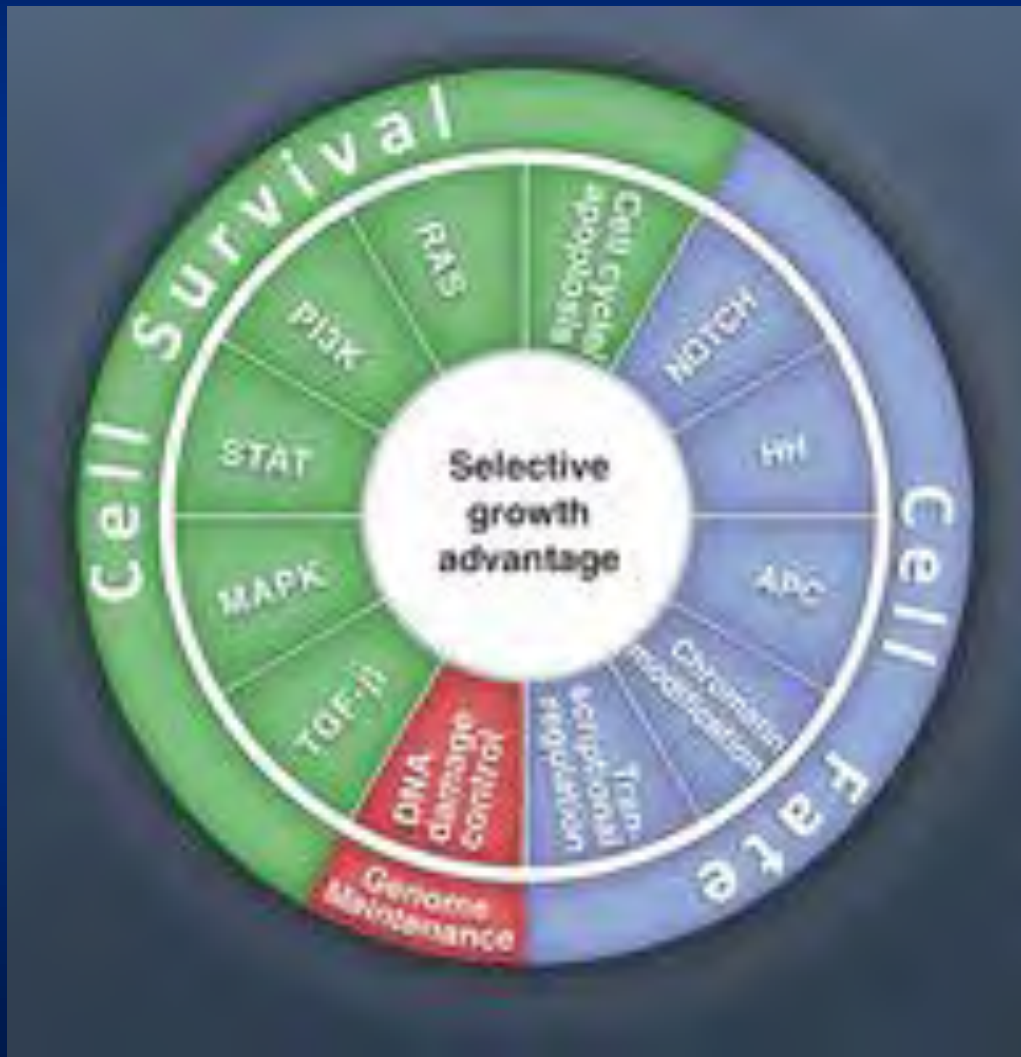 Cell Survival
Cell Fate
Genome
Maintenance
Selective
growth
advantage
Cell cycle/
apoptosis
NOTCH
HH
APC
Chromatin
modification
Tran-
scriptional
regulation
DNA
damage
control
TGF-β
MAPK
STAT
PI3K
RAS